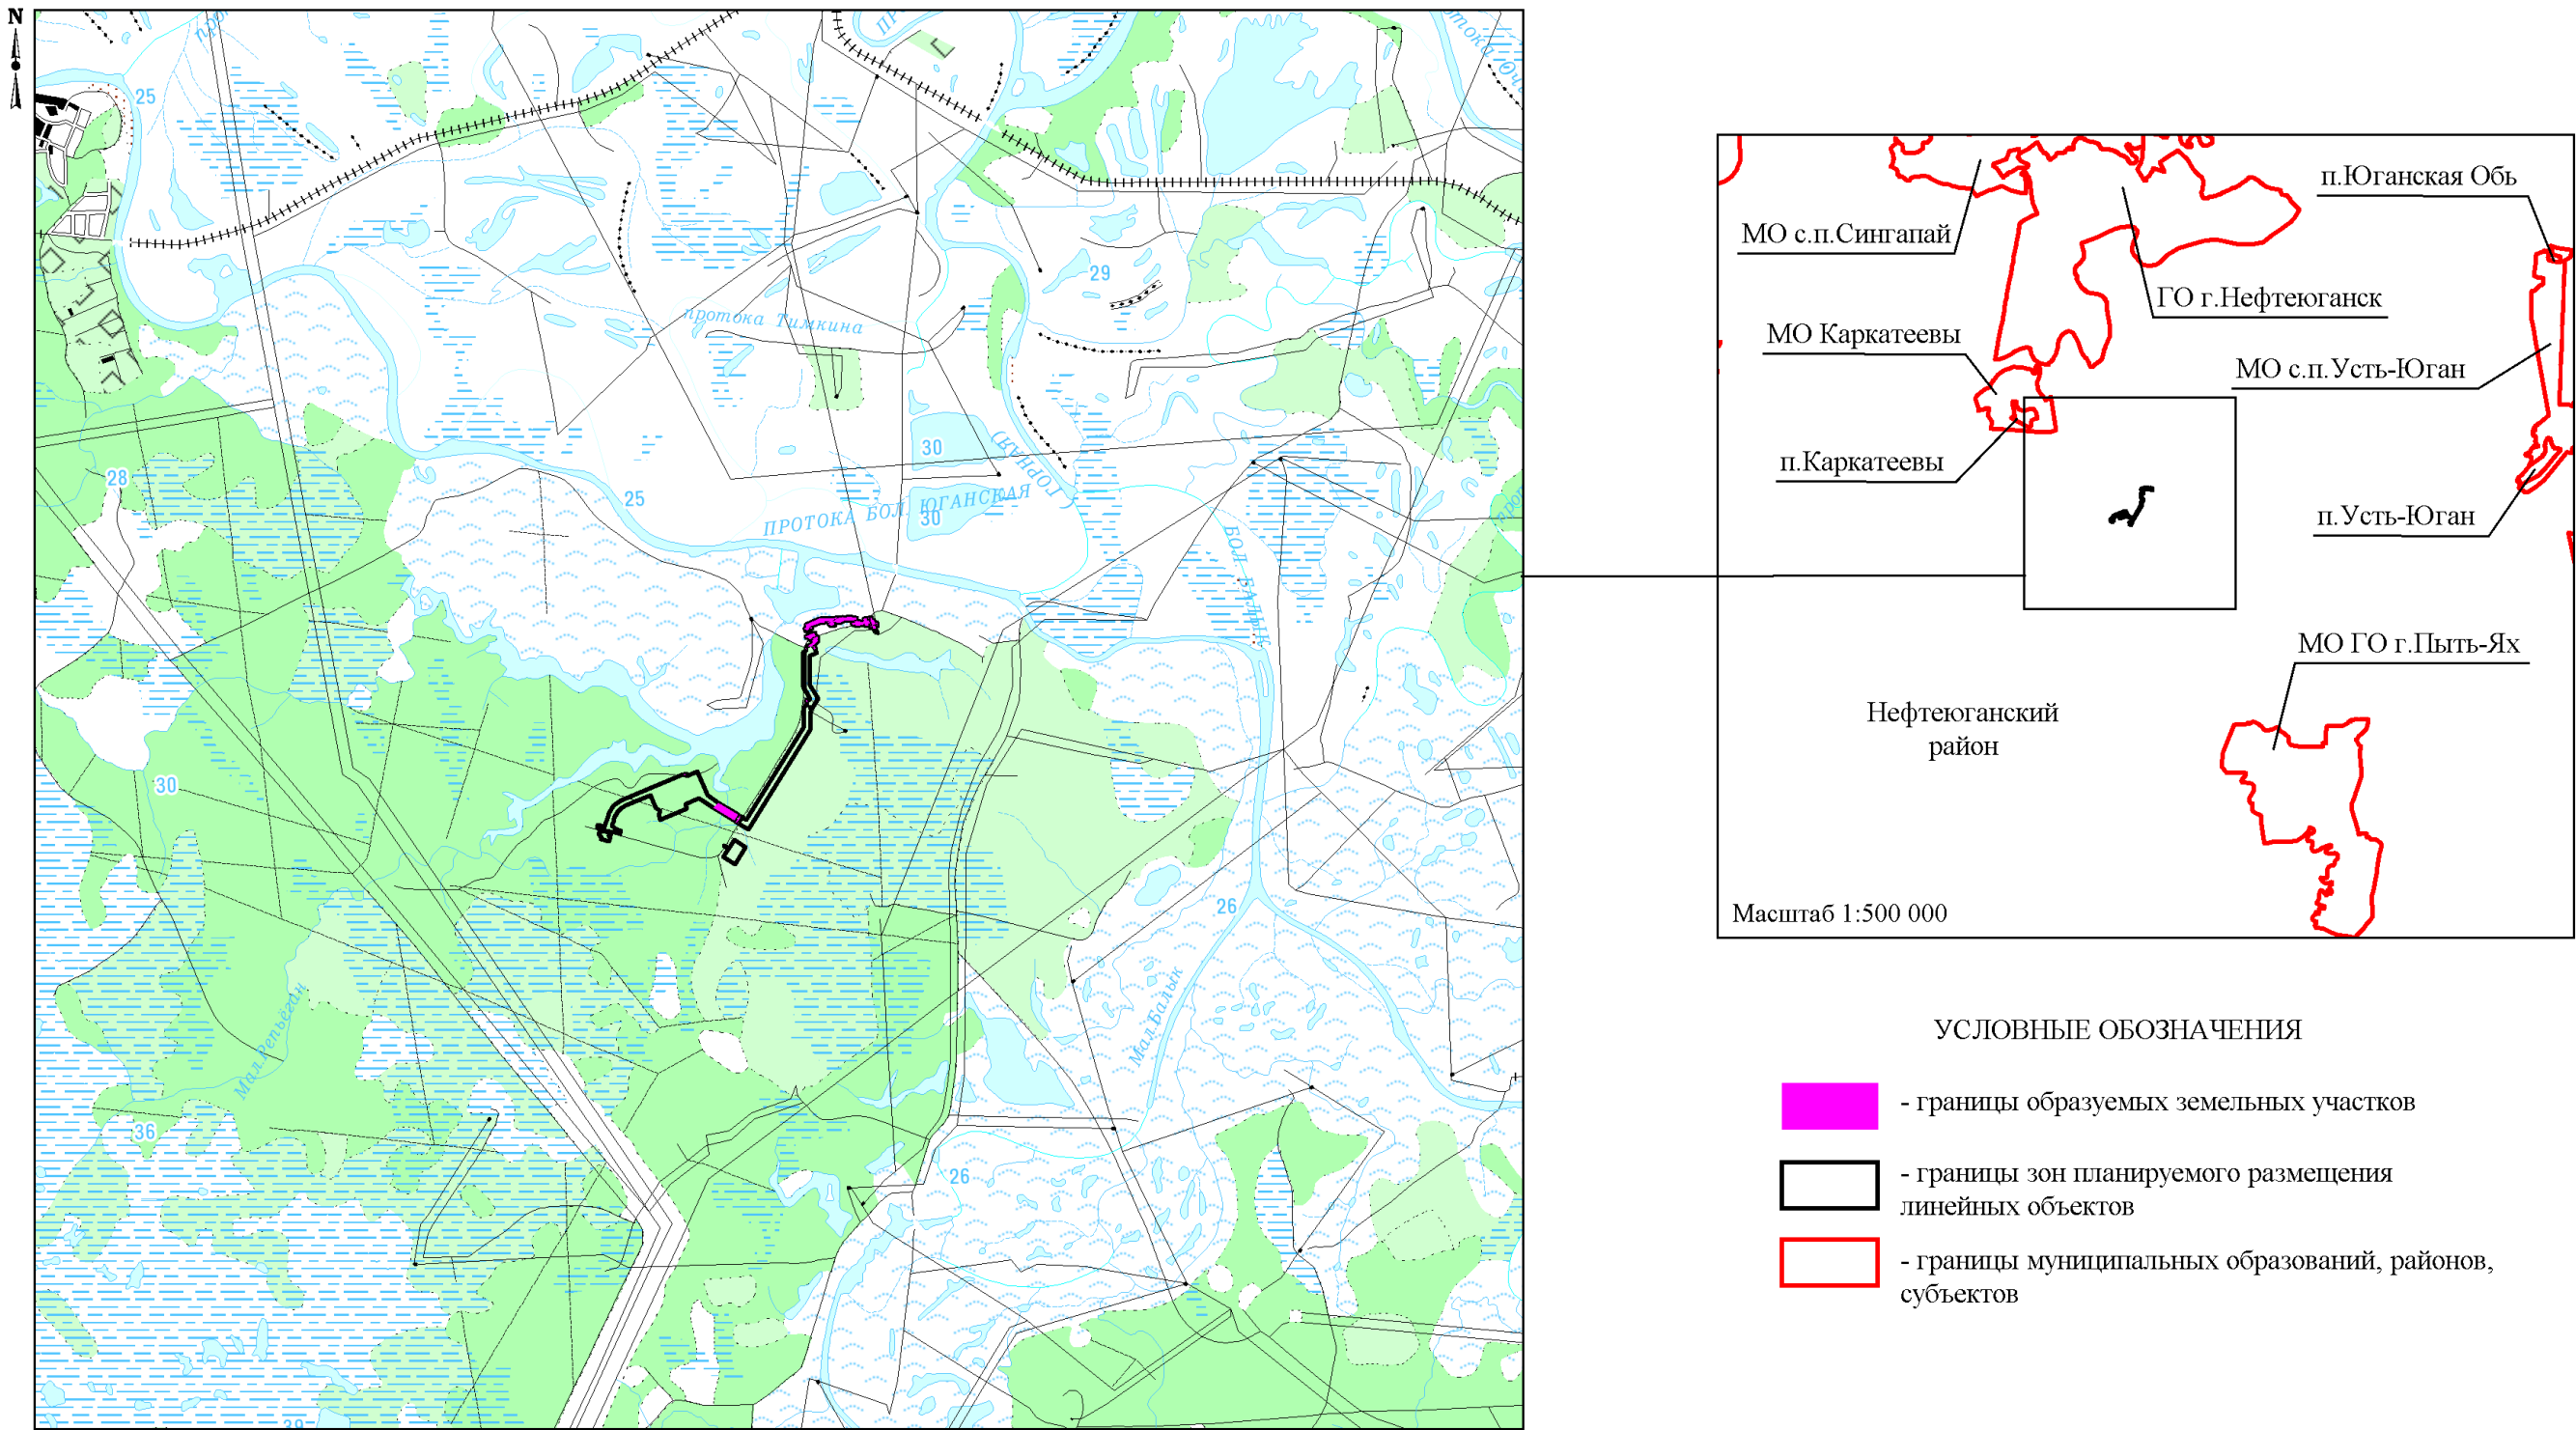 N
25
29
протока Тимкина
30
(ГОРНАЯ)
28
25
ПРОТОКА БОЛ. ЮГАНСКАЯ
30
БОЛ. БАЛЫК
30
26
Мал.Балык
Мал.Репьёган
36
26
39
п.Юганская Обь
МО с.п.Сингапай
ГО г.Нефтеюганск
МО Каркатеевы
МО с.п.Усть-Юган
п.Каркатеевы
п.Усть-Юган
МО ГО г.Пыть-Ях
Нефтеюганский
район
Масштаб 1:500 000
УСЛОВНЫЕ ОБОЗНАЧЕНИЯ
- границы образуемых земельных участков
- границы зон планируемого размещения
линейных объектов
- границы муниципальных образований, районов,
субъектов